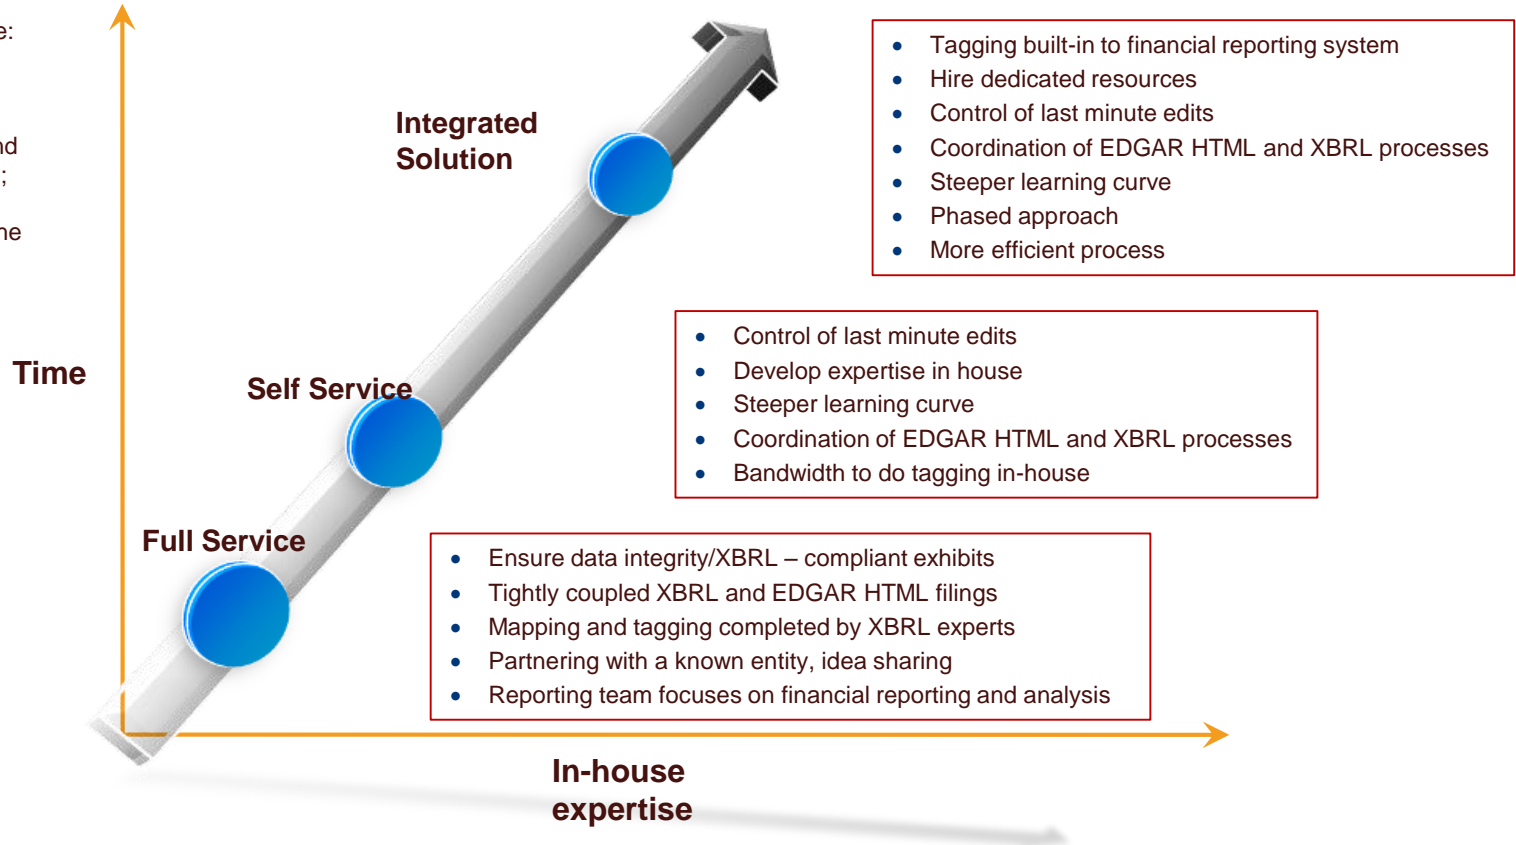 e:
nd
;
ne
Integrated
Solution
• Tagging built-in to financial reporting system
• Hire dedicated resources
• Control of last minute edits
• Coordination of EDGAR HTML and XBRL processes
• Steeper learning curve
• Phased approach
• More efficient process
Time
Self Service
• Control of last minute edits
• Develop expertise in house
• Steeper learning curve
• Coordination of EDGAR HTML and XBRL processes
• Bandwidth to do tagging in-house
Full Service
• Ensure data integrity/XBRL – compliant exhibits
• Tightly coupled XBRL and EDGAR HTML filings
• Mapping and tagging completed by XBRL experts
• Partnering with a known entity, idea sharing
• Reporting team focuses on financial reporting and analysis
In-house
expertise